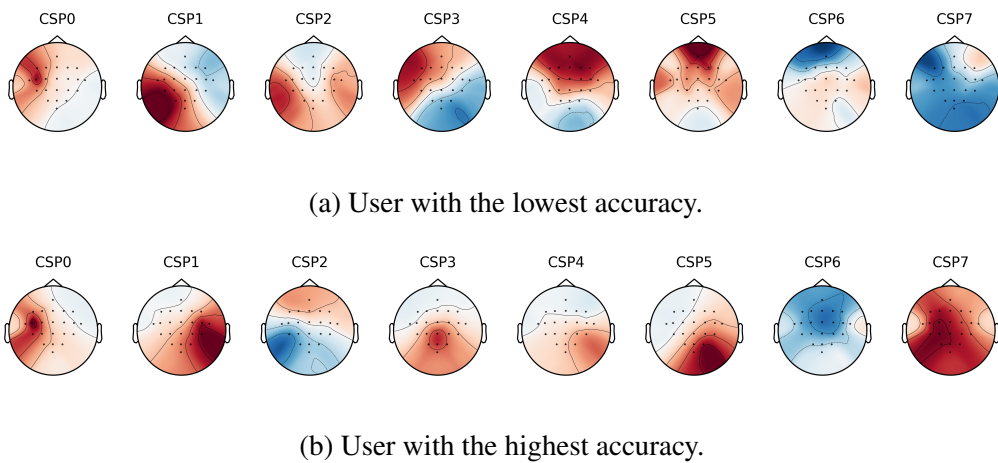 CSP0 CSP1 CSP2 CSP3 CSP4 CSP5 CSP6 CSP7
(a) User with the lowest accuracy.
CSP0 CSP1 CSP2 CSP3 CSP4 CSP5 CSP6 CSP7
(b) User with the highest accuracy.